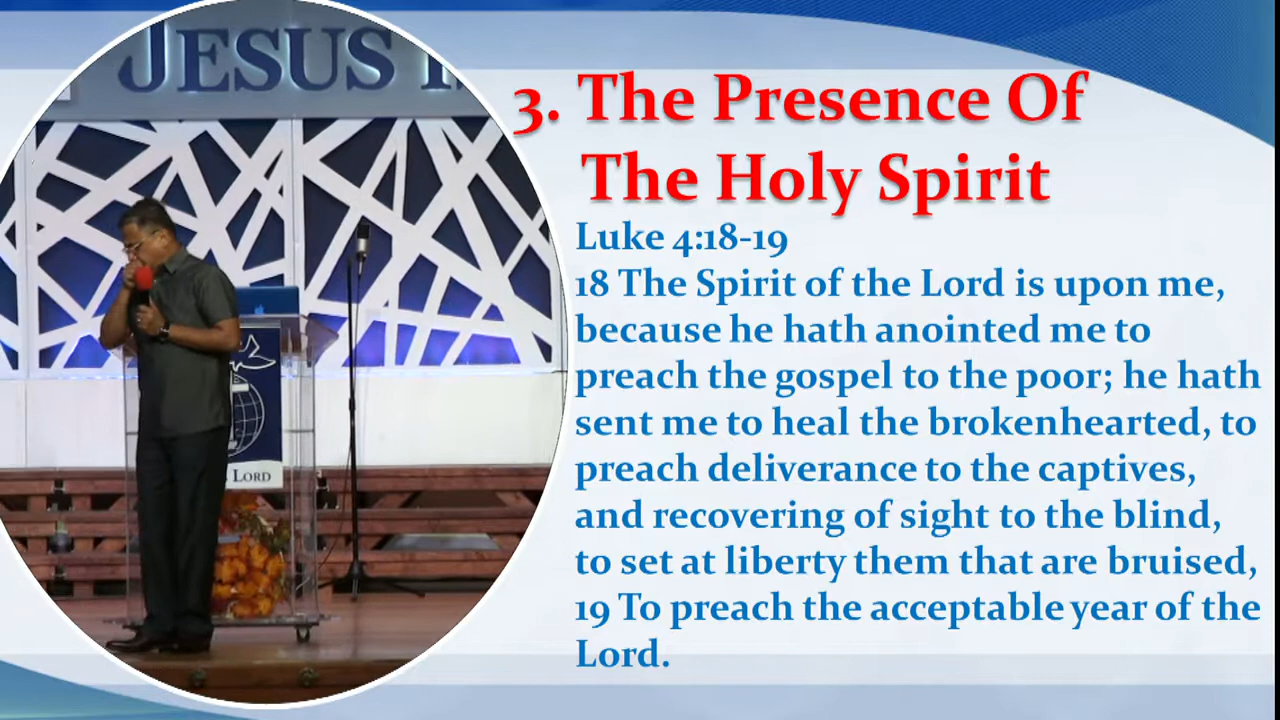 JESUS
3. The Presence Of
The Holy Spirit
Luke 4:18-19
18 The Spirit of the Lord is upon me,
because he hath anointed me to
preach the gospel to the poor; he hath
sent me to heal the brokenhearted, to
preach deliverance to the captives,
and recovering of sight to the blind,
to set at liberty them that are bruised,
19 To preach the acceptable year of the
Lord.
LORD